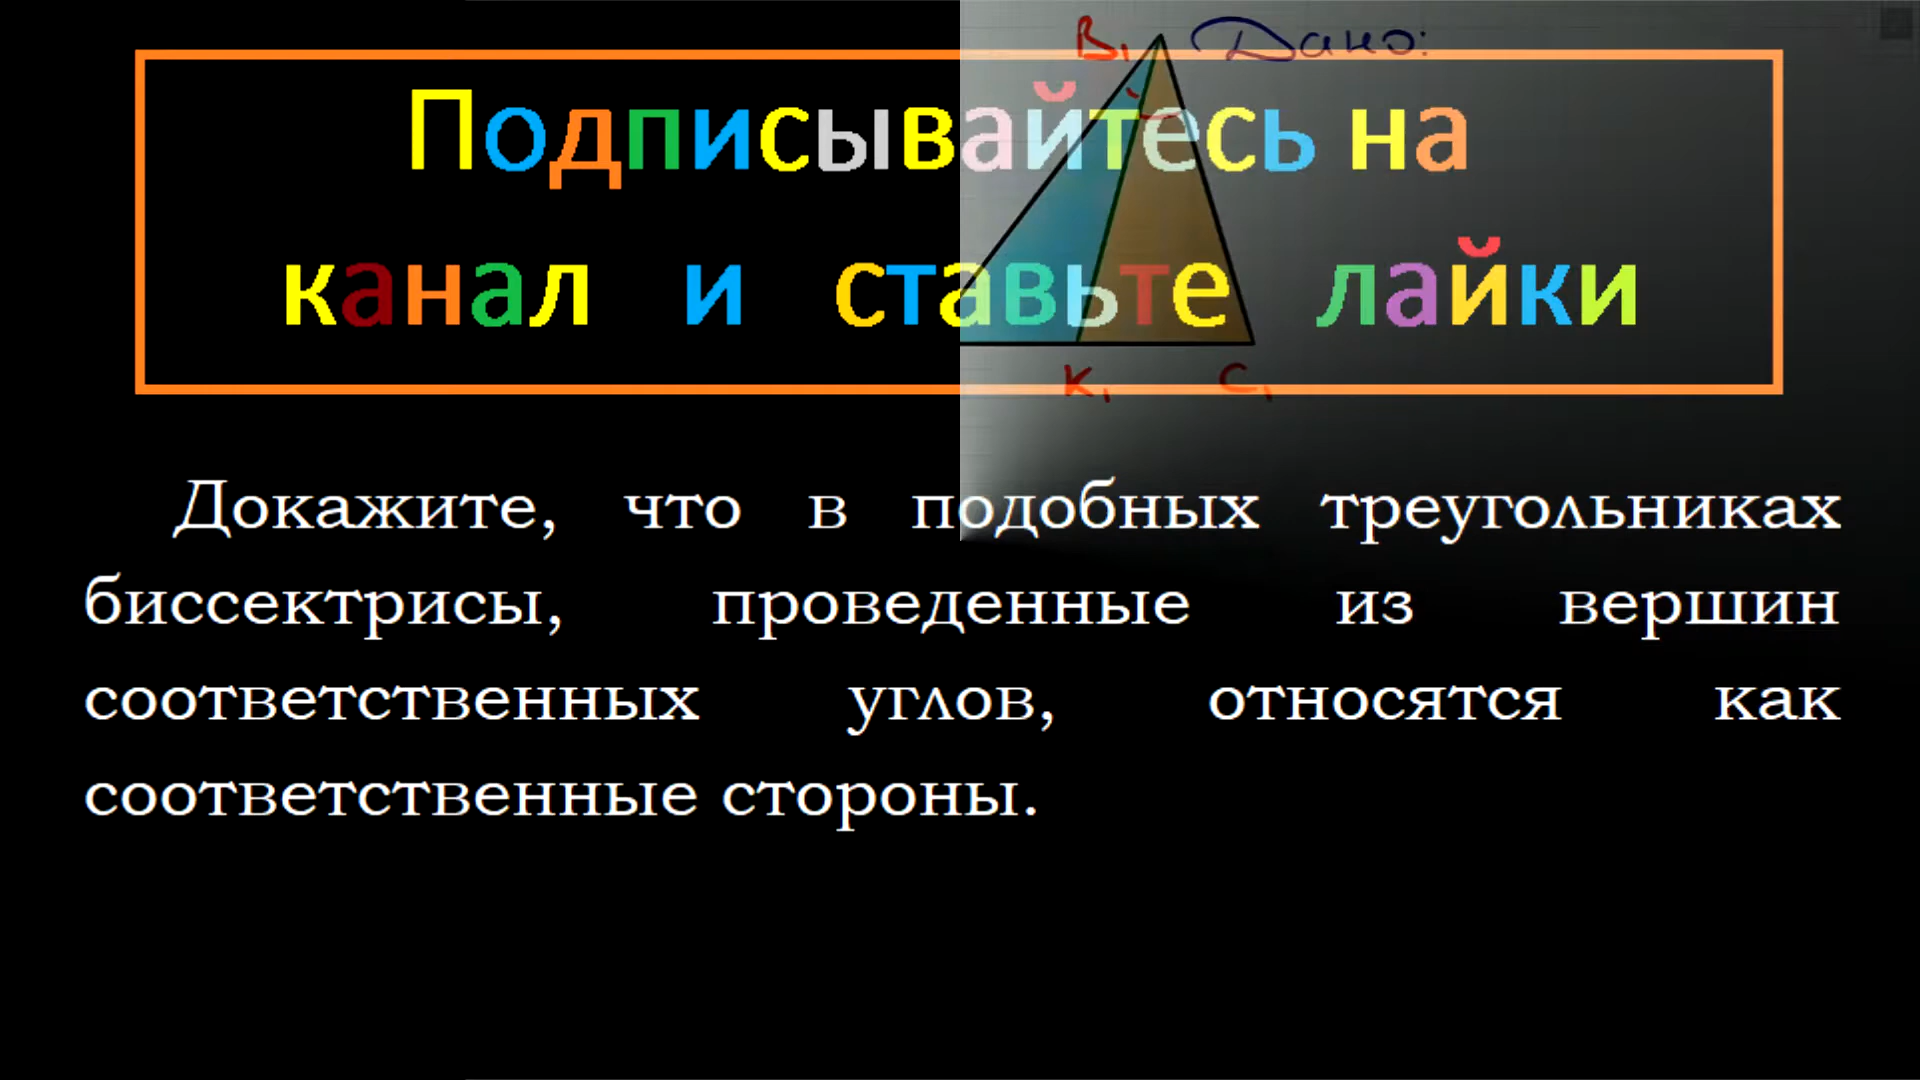 B₁ Дано:
Подписывайтесь на
канал и ставьте лайки
K₁ C₁
Докажите, что в подобных треугольниках
биссектрисы, проведенные из вершин
соответственных углов, относятся как
соответственные стороны.